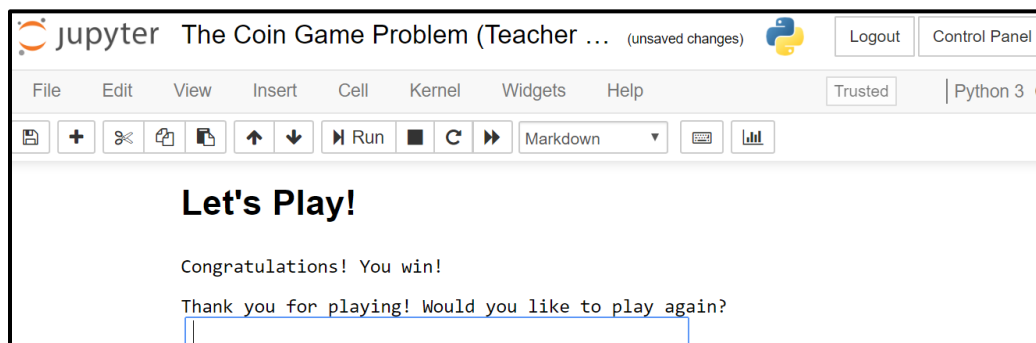 jupyter The Coin Game Problem (Teacher ... (unsaved changes) Logout Control Panel
File Edit View Insert Cell Kernel Widgets Help Trusted Python 3
Run Markdown
Let's Play!
Congratulations! You win!
Thank you for playing! Would you like to play again?